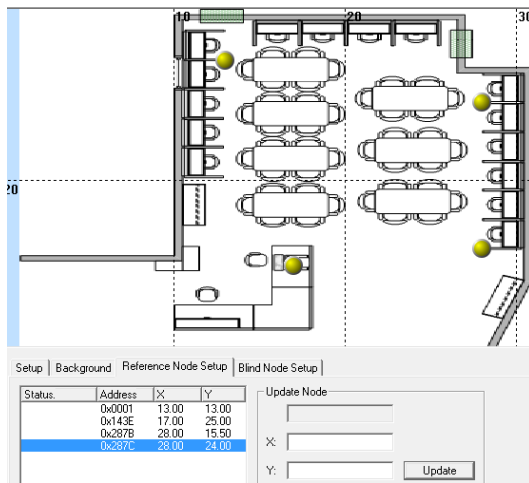 10 20 30
20
Setup Background Reference Node Setup Blind Node Setup
Status. Address X Y
0x0001 13.00 13.00
0x143E 17.00 25.00
0x287B 28.00 15.50
0x287C 28.00 24.00
Update Node
X:
Y: Update